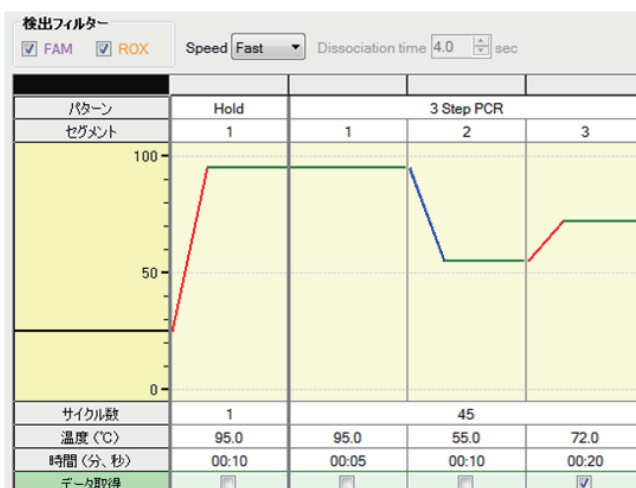 検出フィルター
FAM ROX Speed Fast Dissociation time 4.0 sec
パターン Hold 3 Step PCR
セグメント 1 1 2 3
100
50
0
サイクル数 1 45
温度(℃) 95.0 95.0 55.0 72.0
時間(分、秒) 00:10 00:05 00:10 00:20
データ取得